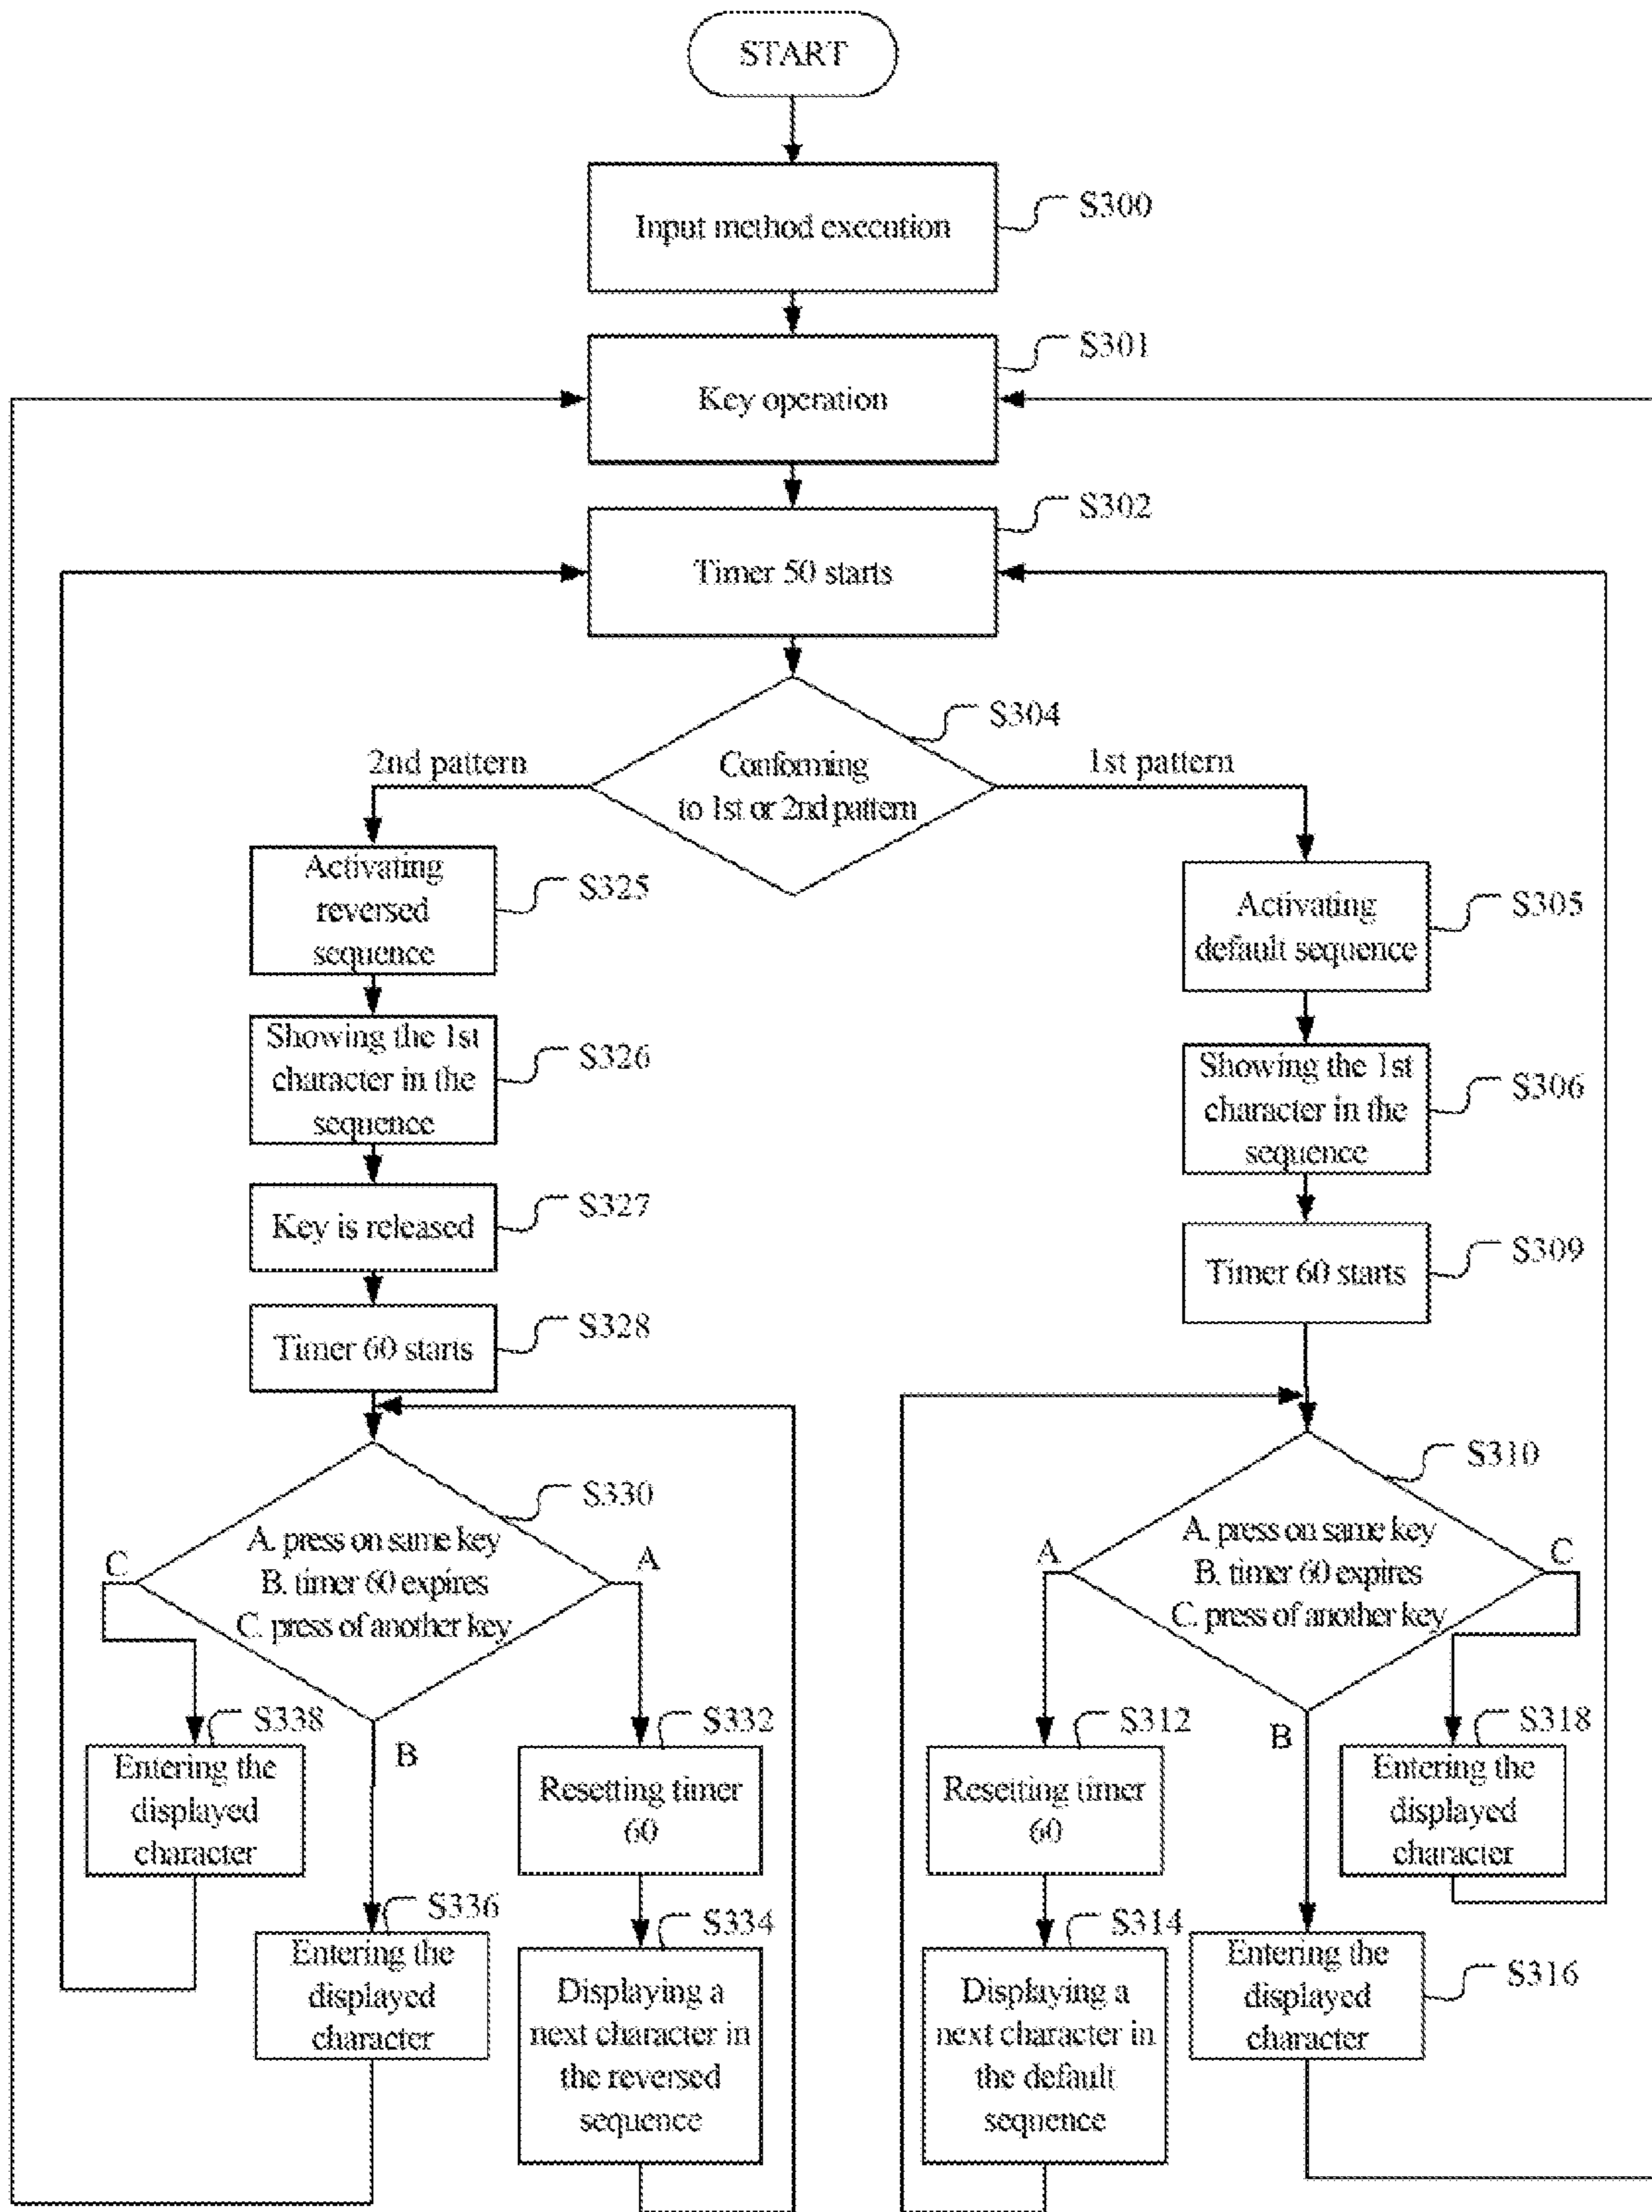 START
Input method execution
S300
Key operation
S301
Timer 50 starts
S302
Conforming
to 1st or 2nd pattern
S304
2nd pattern
1st pattern
Activating
reversed
sequence
S325
Showing the 1st
character in the
sequence
S326
Key is released
S327
Timer 60 starts
S328
A. press on same key
B. timer 60 expires
C. press of another key
S330
C
A
B
S338
Entering the
displayed
character
S336
Entering the
displayed
character
S332
Resetting timer
60
S334
Displaying a
next character in
the reversed
sequence
Activating
default sequence
S305
Showing the 1st
character in the
sequence
S306
Timer 60 starts
S309
A. press on same key
B. timer 60 expires
C. press of another key
S310
A
C
B
S312
Resetting timer
60
S314
Displaying a
next character in
the default
sequence
S318
Entering the
displayed
character
Entering the
displayed
character
S316